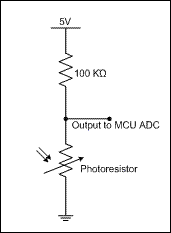 5V
100 KΩ
Output to MCU ADC
Photoresistor